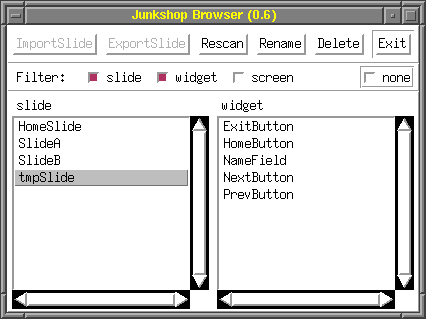 Junkshop Browser (0.6)
ImportSlide ExportSlide Rescan Rename Delete Exit
Filter: slide widget screen none
slide widget
HomeSlide ExitButton
SlideA HomeButton
SlideB NameField
tmpSlide NextButton
PrevButton